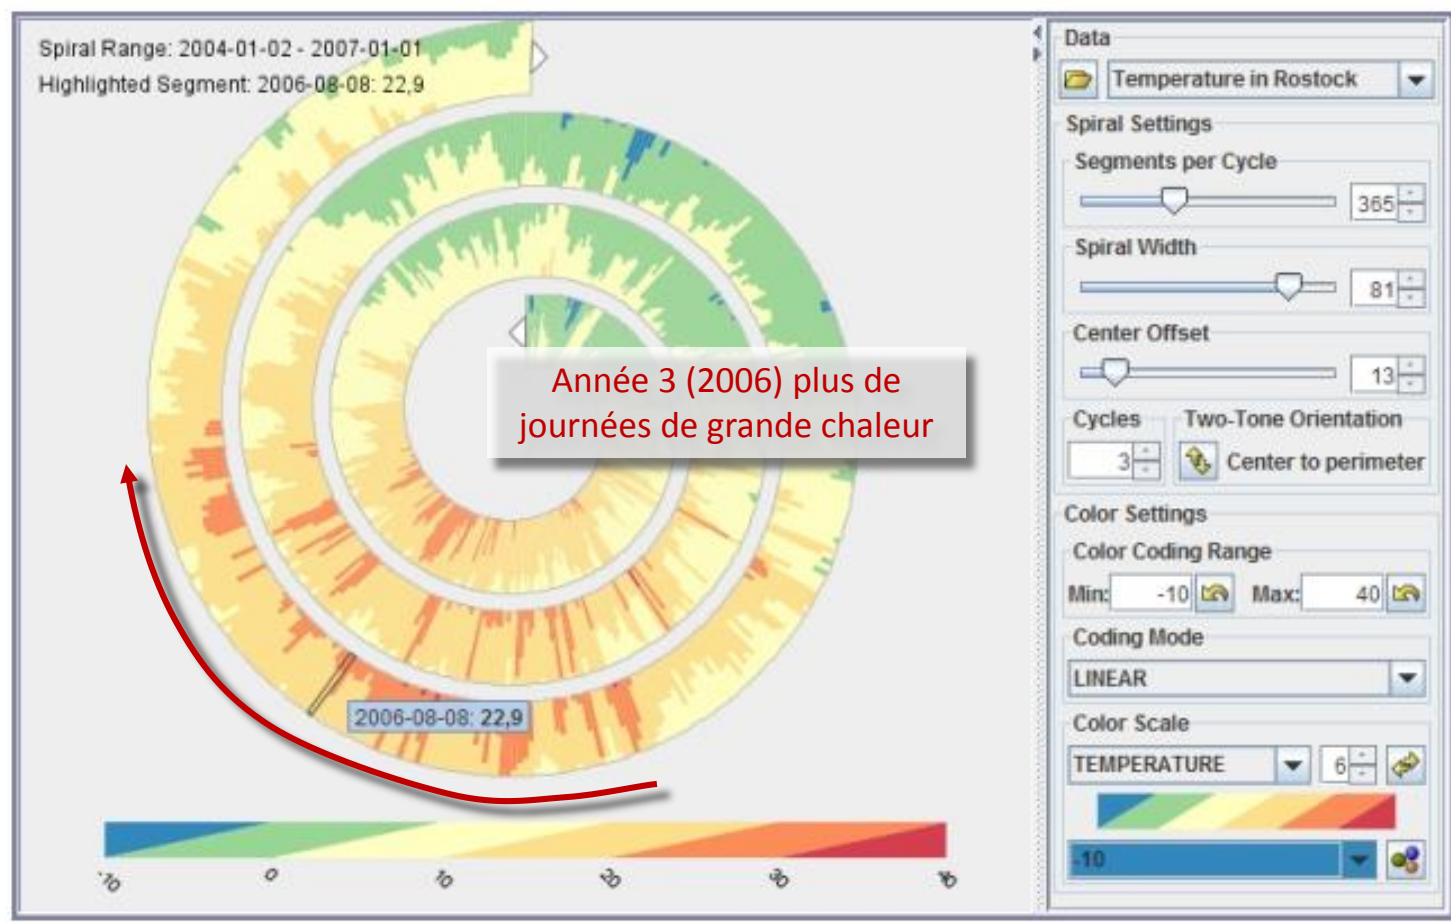 Spiral Range: 2004-01-02 - 2007-01-01
Highlighted Segment: 2006-08-08: 22,9
Année 3 (2006) plus de
journées de grande chaleur
2006-08-08: 22,9
-10 0 10 20 30 40
Data
Temperature in Rostock
Spiral Settings
Segments per Cycle
365
Spiral Width
81
Center Offset
13
Cycles Two-Tone Orientation
3 Center to perimeter
Color Settings
Color Coding Range
Min: -10 Max: 40
Coding Mode
LINEAR
Color Scale
TEMPERATURE 6
-10